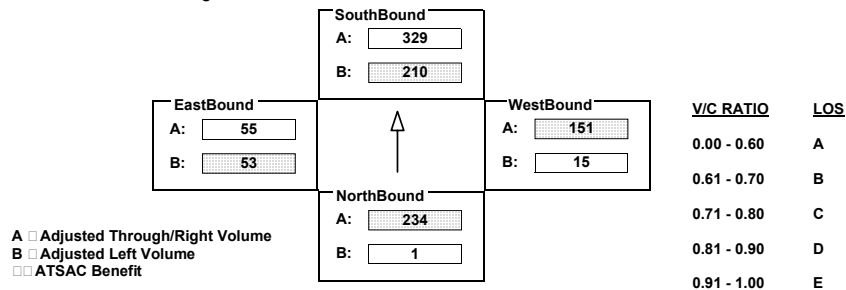 SouthBound
A: 329
B: 210
EastBound
A: 55
B: 53
WestBound
A: 151
B: 15
NorthBound
A: 234
B: 1
A □ Adjusted Through/Right Volume
B □ Adjusted Left Volume
□□ ATSAC Benefit
V/C RATIO LOS
0.00 - 0.60 A
0.61 - 0.70 B
0.71 - 0.80 C
0.81 - 0.90 D
0.91 - 1.00 E